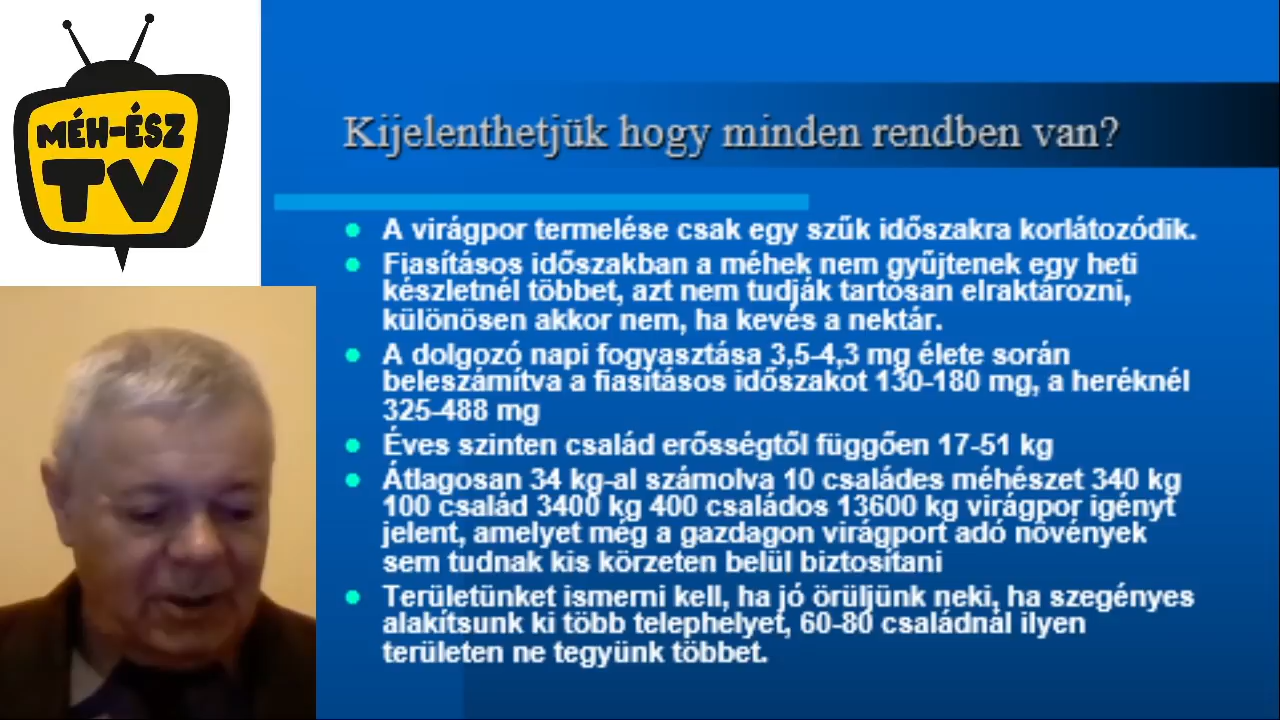 MÉH-ÉSZ
TV
Kijelenthetjük hogy minden rendben van?
A virágpor termelése csak egy szűk időszakra korlátozódik.
Fiasításos időszakban a méhek nem gyűjtenek egy heti
készletnél többet, azt nem tudják tartósan elraktározni,
különösen akkor nem, ha kevés a nektár.
A dolgozó napi fogyasztása 3,5-4,3 mg élete során
beleszámítva a fiasításos időszakot 130-180 mg, a heréknél
325-488 mg
Éves szinten család erősségtől függően 17-51 kg
Átlagosan 34 kg-al számolva 10 családes méhészet 340 kg
100 család 3400 kg 400 családos 13600 kg virágpor igényt
jelent, amelyet még a gazdagon virágport adó növények
sem tudnak kis körzeten belül biztosítani
Területünket ismerni kell, ha jó örüljünk neki, ha szegényes
alakítsunk ki több telephelyet, 60-80 családnál ilyen
területen ne tegyünk többet.